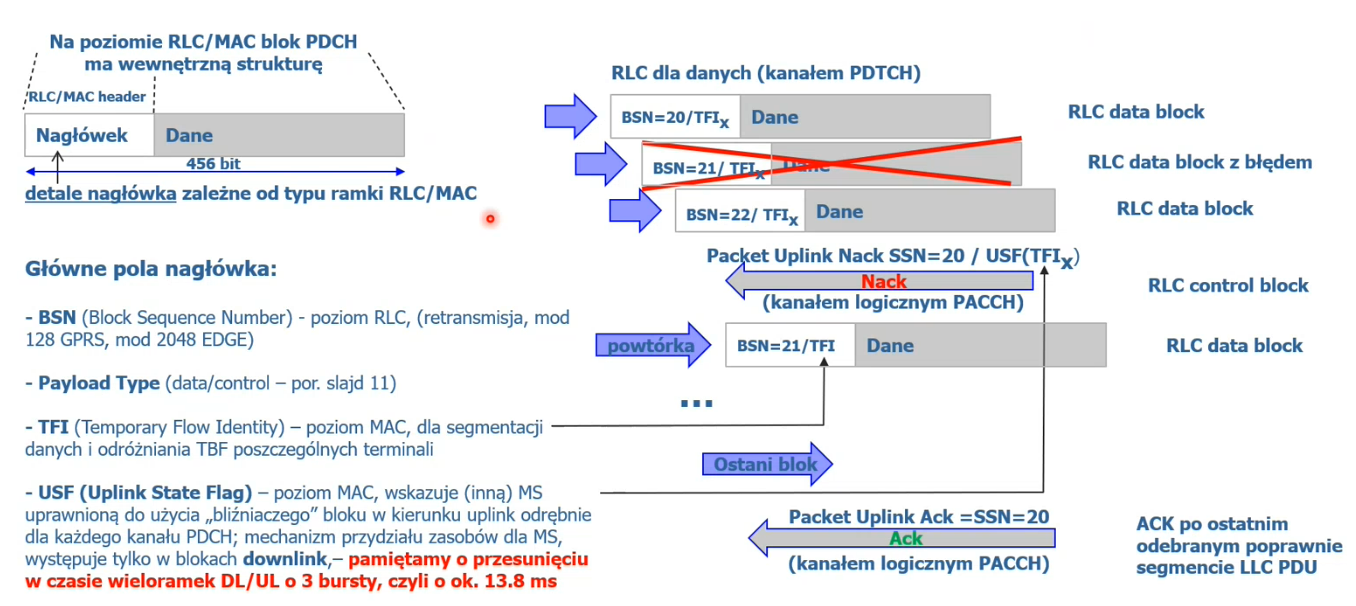 Na poziomie RLC/MAC blok PDCH
ma wewnętrzną strukturę
RLC/MAC header
Nagłówek
Dane
456 bit
detale nagłówka zależne od typu ramki RLC/MAC
Główne pola nagłówka:
- BSN (Block Sequence Number) - poziom RLC, (retransmisja, mod
128 GPRS, mod 2048 EDGE)
- Payload Type (data/control – por. slajd 11)
- TFI (Temporary Flow Identity) – poziom MAC, dla segmentacji
danych i odróżniania TBF poszczególnych terminali
- USF (Uplink State Flag) – poziom MAC, wskazuje (inną) MS
uprawnioną do użycia „bliźniaczego” bloku w kierunku uplink odrębnie
dla każdego kanału PDCH; mechanizm przydziału zasobów dla MS,
występuje tylko w blokach downlink,– pamiętamy o przesunięciu
w czasie wieloramek DL/UL o 3 bursty, czyli o ok. 13.8 ms
RLC dla danych (kanałem PDTCH)
BSN=20/TFIx Dane
RLC data block
BSN=21/ TFIx Dane
RLC data block z błędem
BSN=22/ TFIx Dane
RLC data block
Packet Uplink Nack SSN=20 / USF(TFIx)
Nack
(kanałem logicznym PACCH)
RLC control block
powtórka
BSN=21/TFI Dane
RLC data block
...
Ostani blok
Packet Uplink Ack =SSN=20
Ack
(kanałem logicznym PACCH)
ACK po ostatnim
odebranym poprawnie
segmencie LLC PDU